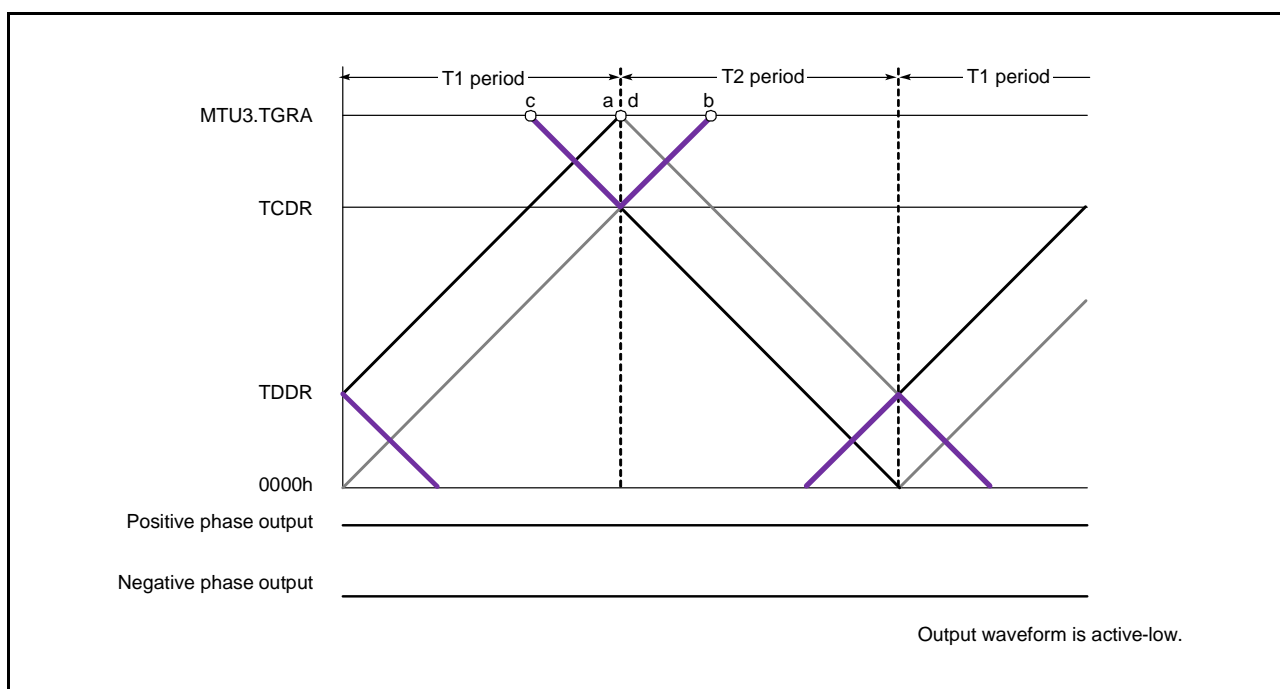 T1 period T2 period T1 period
c a d b
MTU3.TGRA
TCDR
TDDR
0000h
Positive phase output
Negative phase output
Output waveform is active-low.